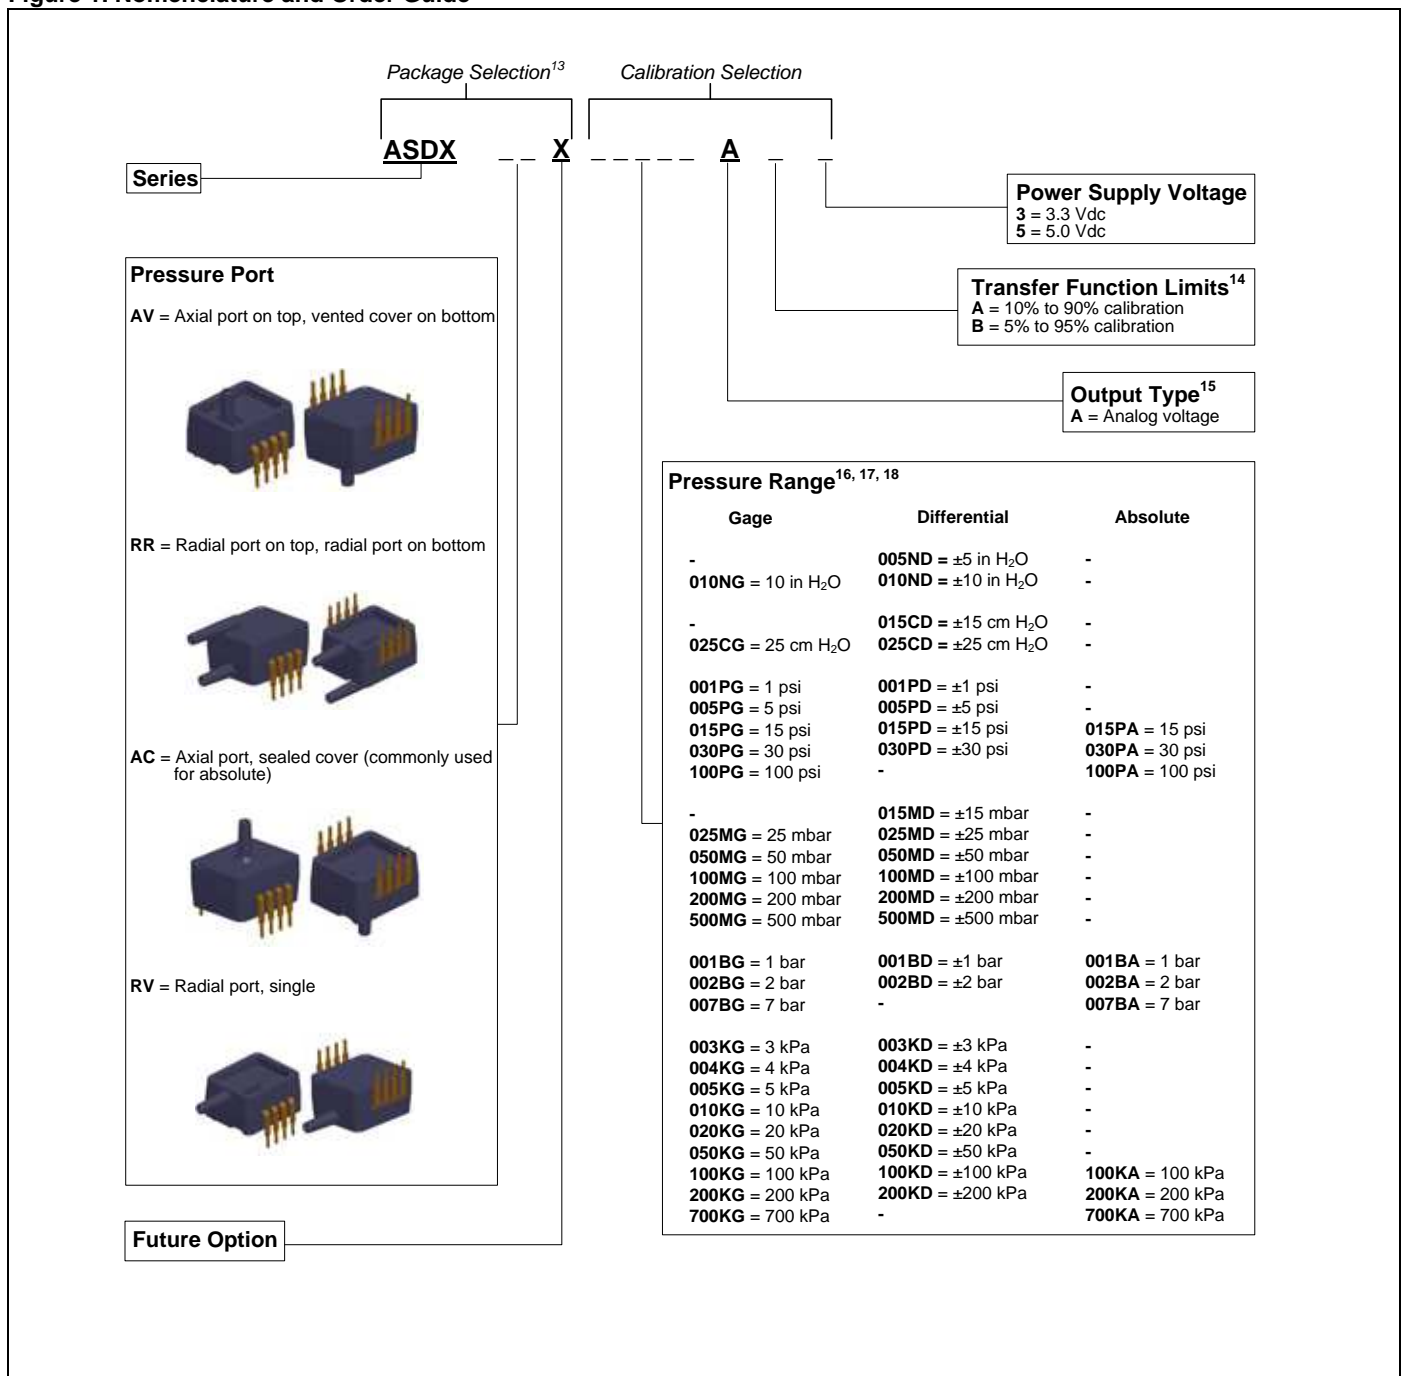 Figure 1. Nomenclature and Order Guide
Package Selection13 Calibration Selection
ASDX _ _ X _ _ _ _ _ A _ _
Series
Power Supply Voltage
3 = 3.3 Vdc
5 = 5.0 Vdc
Transfer Function Limits14
A = 10% to 90% calibration
B = 5% to 95% calibration
Output Type15
A = Analog voltage
Pressure Port
AV = Axial port on top, vented cover on bottom
RR = Radial port on top, radial port on bottom
AC = Axial port, sealed cover (commonly used
for absolute)
RV = Radial port, single
Future Option
Pressure Range16, 17, 18
Gage Differential Absolute
- 005ND = ±5 in H2O -
010NG = 10 in H2O 010ND = ±10 in H2O -
- 015CD = ±15 cm H2O -
025CG = 25 cm H2O 025CD = ±25 cm H2O -
001PG = 1 psi 001PD = ±1 psi -
005PG = 5 psi 005PD = ±5 psi -
015PG = 15 psi 015PD = ±15 psi 015PA = 15 psi
030PG = 30 psi 030PD = ±30 psi 030PA = 30 psi
100PG = 100 psi - 100PA = 100 psi
- 015MD = ±15 mbar -
025MG = 25 mbar 025MD = ±25 mbar -
050MG = 50 mbar 050MD = ±50 mbar -
100MG = 100 mbar 100MD = ±100 mbar -
200MG = 200 mbar 200MD = ±200 mbar -
500MG = 500 mbar 500MD = ±500 mbar -
001BG = 1 bar 001BD = ±1 bar 001BA = 1 bar
002BG = 2 bar 002BD = ±2 bar 002BA = 2 bar
007BG = 7 bar - 007BA = 7 bar
003KG = 3 kPa 003KD = ±3 kPa -
004KG = 4 kPa 004KD = ±4 kPa -
005KG = 5 kPa 005KD = ±5 kPa -
010KG = 10 kPa 010KD = ±10 kPa -
020KG = 20 kPa 020KD = ±20 kPa -
050KG = 50 kPa 050KD = ±50 kPa -
100KG = 100 kPa 100KD = ±100 kPa 100KA = 100 kPa
200KG = 200 kPa 200KD = ±200 kPa 200KA = 200 kPa
700KG = 700 kPa - 700KA = 700 kPa